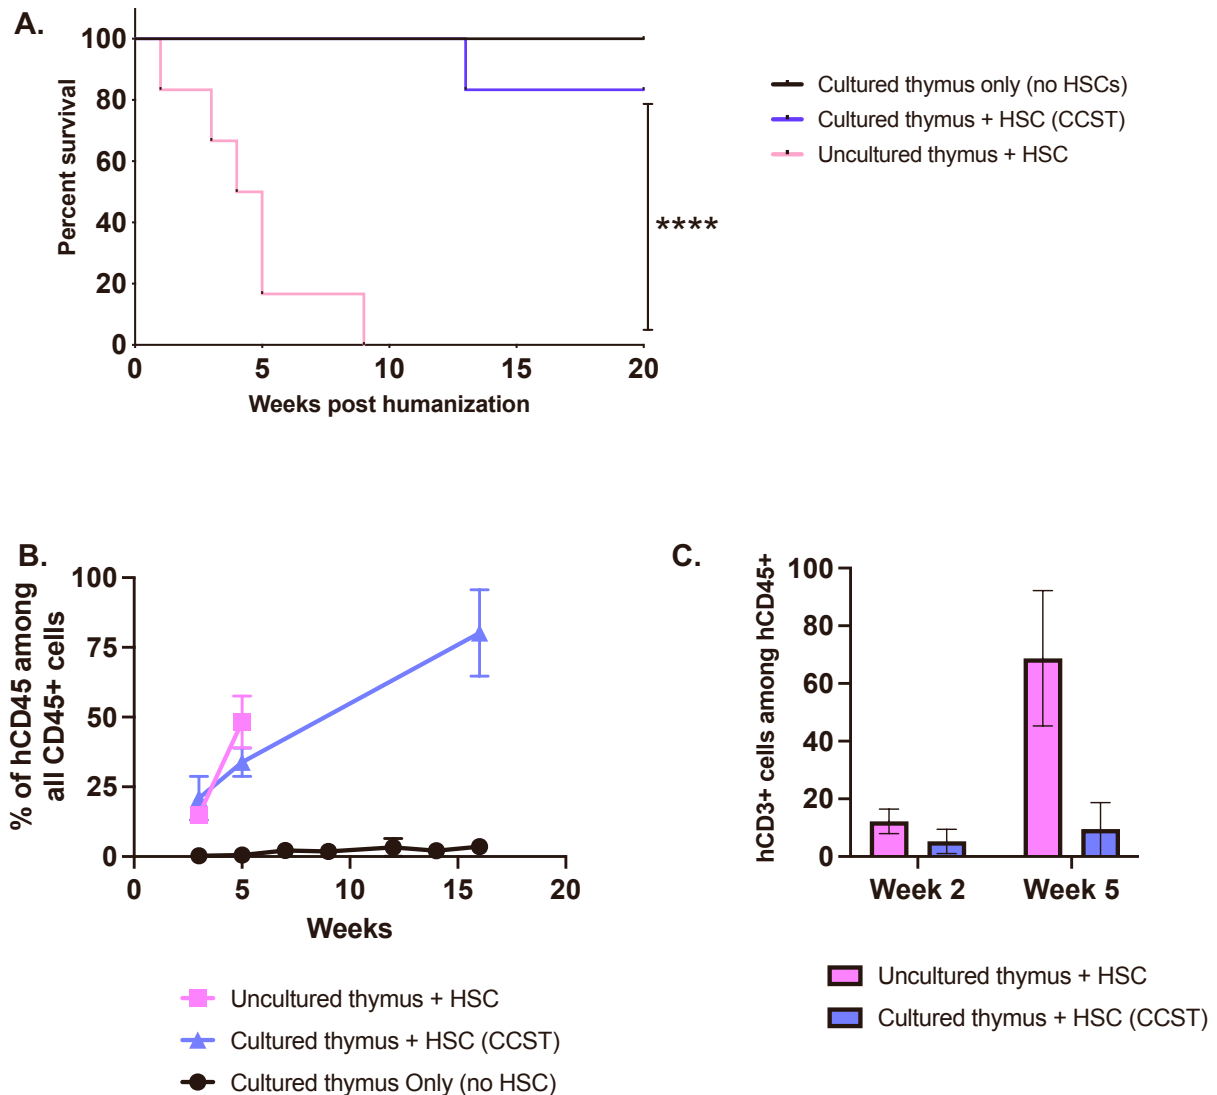 A.
100
80
60
40
20
0
Percent survival
0 5 10 15 20
Weeks post humanization
Cultured thymus only (no HSCs)
Cultured thymus + HSC (CCST)
Uncultured thymus + HSC
****
B.
% of hCD45 among
all CD45+ cells
100
75
50
25
0
0 5 10 15 20
Weeks
Uncultured thymus + HSC
Cultured thymus + HSC (CCST)
Cultured thymus Only (no HSC)
C.
hCD3+ cells among hCD45+
100
80
60
40
20
0
Week 2 Week 5
Uncultured thymus + HSC
Cultured thymus + HSC (CCST)